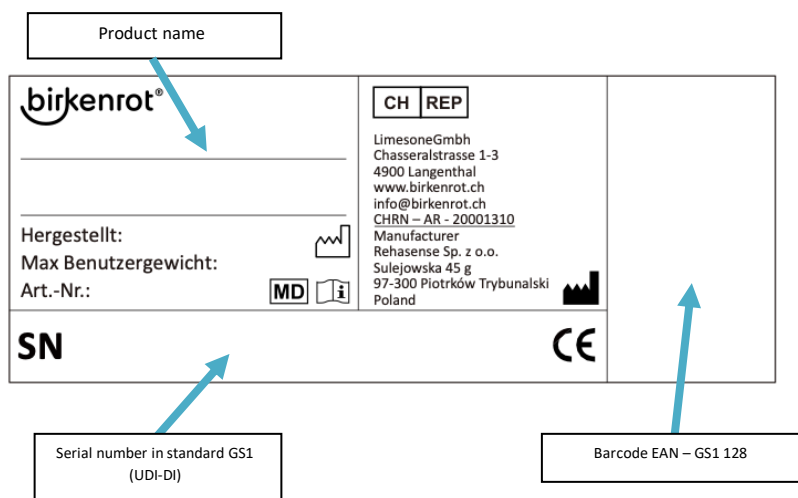 Product name
birkenrot®
Hergestellt:
Max Benutzergewicht:
Art.-Nr.:
MD
CH REP
LimesoneGmbh
Chasseralstrasse 1-3
4900 Langenthal
www.birkenrot.ch
info@birkenrot.ch
CHRN – AR - 20001310
Manufacturer
Rehasense Sp. z o.o.
Sulejowska 45 g
97-300 Piotrków Trybunalski
Poland
SN
CE
Serial number in standard GS1
(UDI-DI)
Barcode EAN – GS1 128